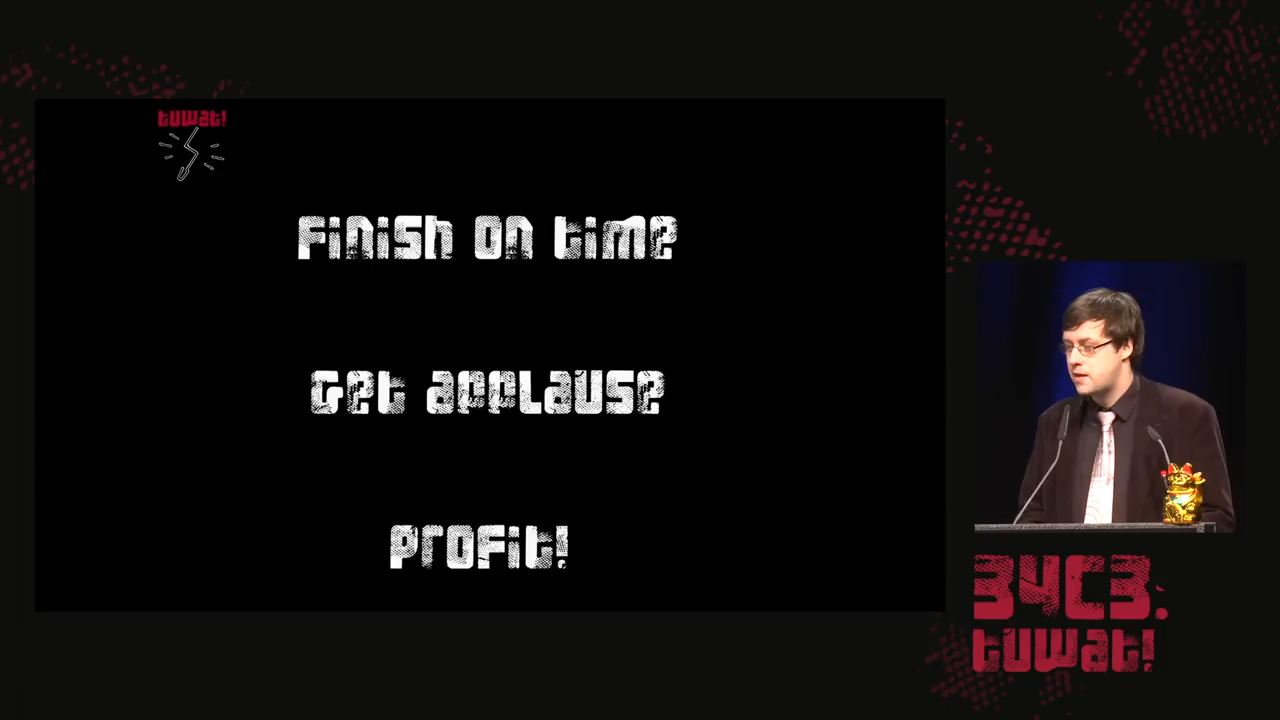 tuwat!
Finish on time
Get applause
Profit!
34C3.
tuwat!